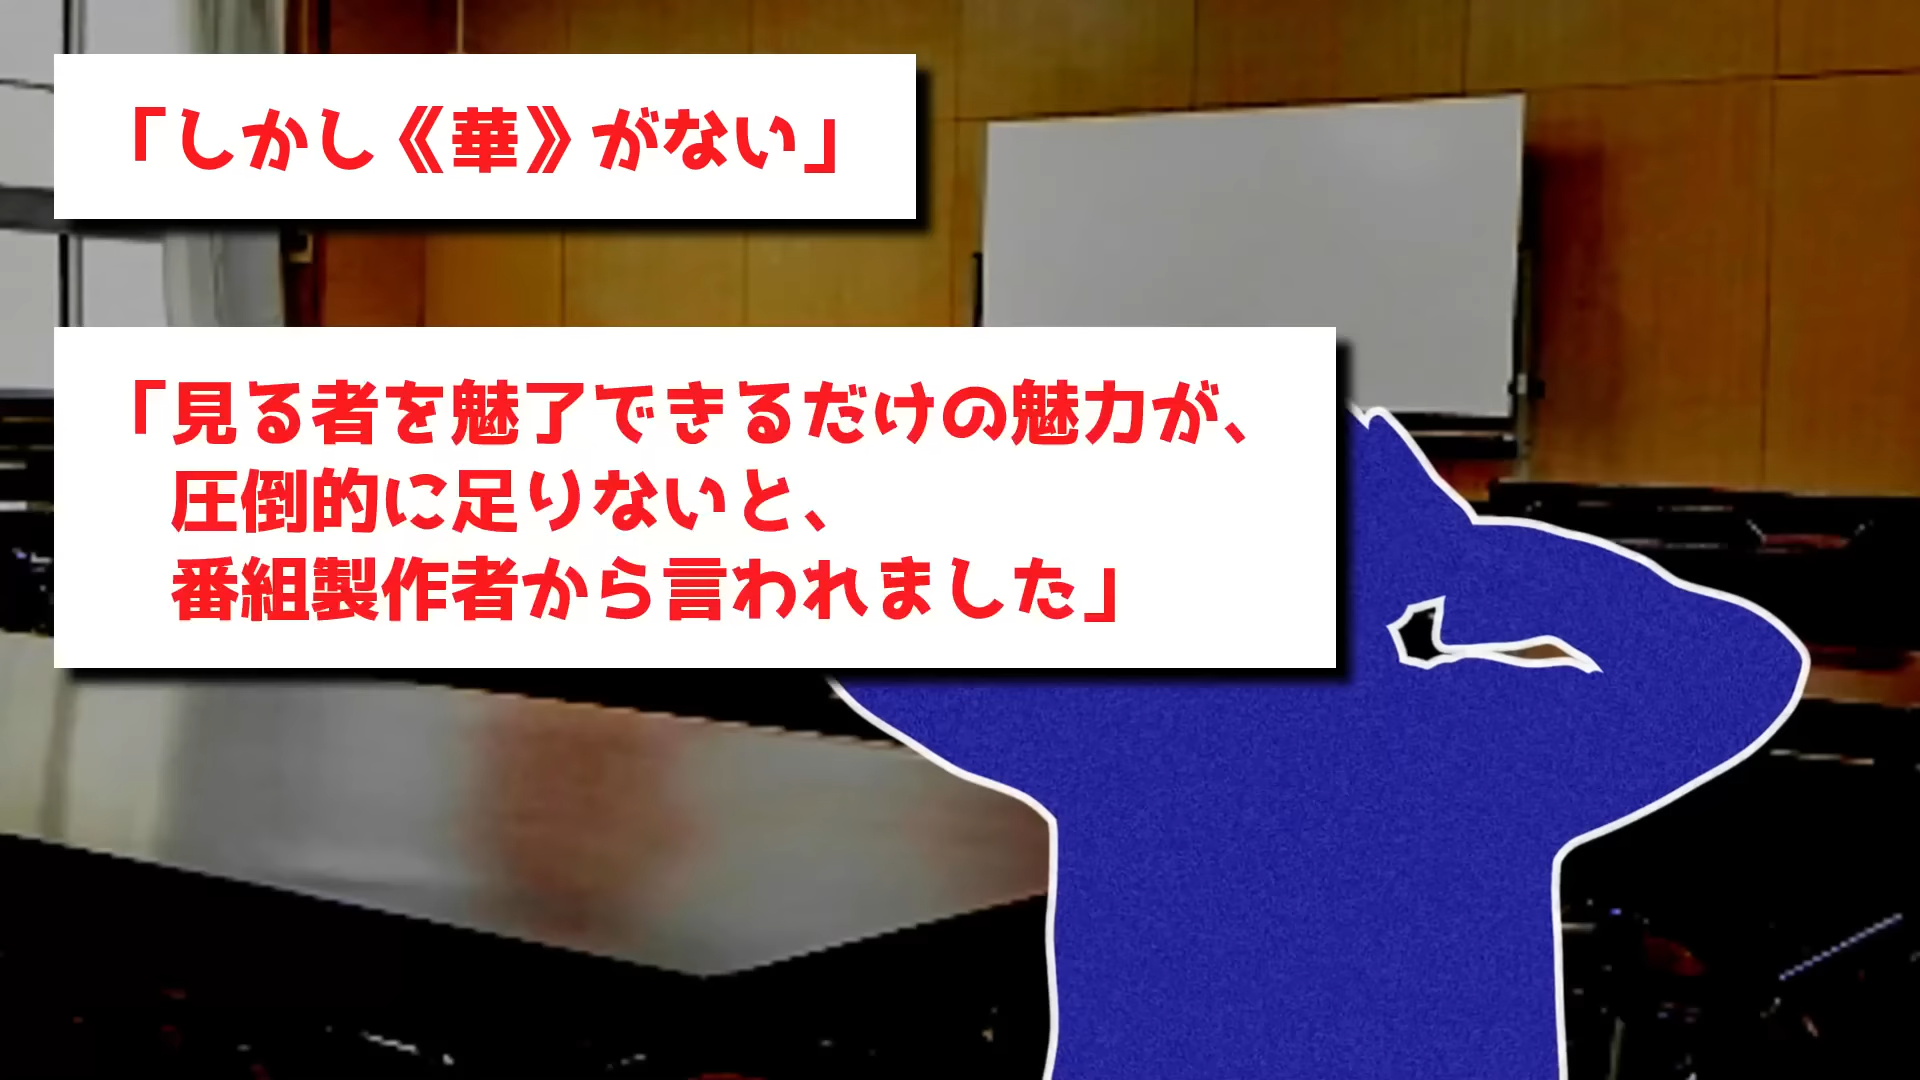 「しかし《華》がない」
「見る者を魅了できるだけの魅力が、
圧倒的に足りないと、
番組製作者から言われました」